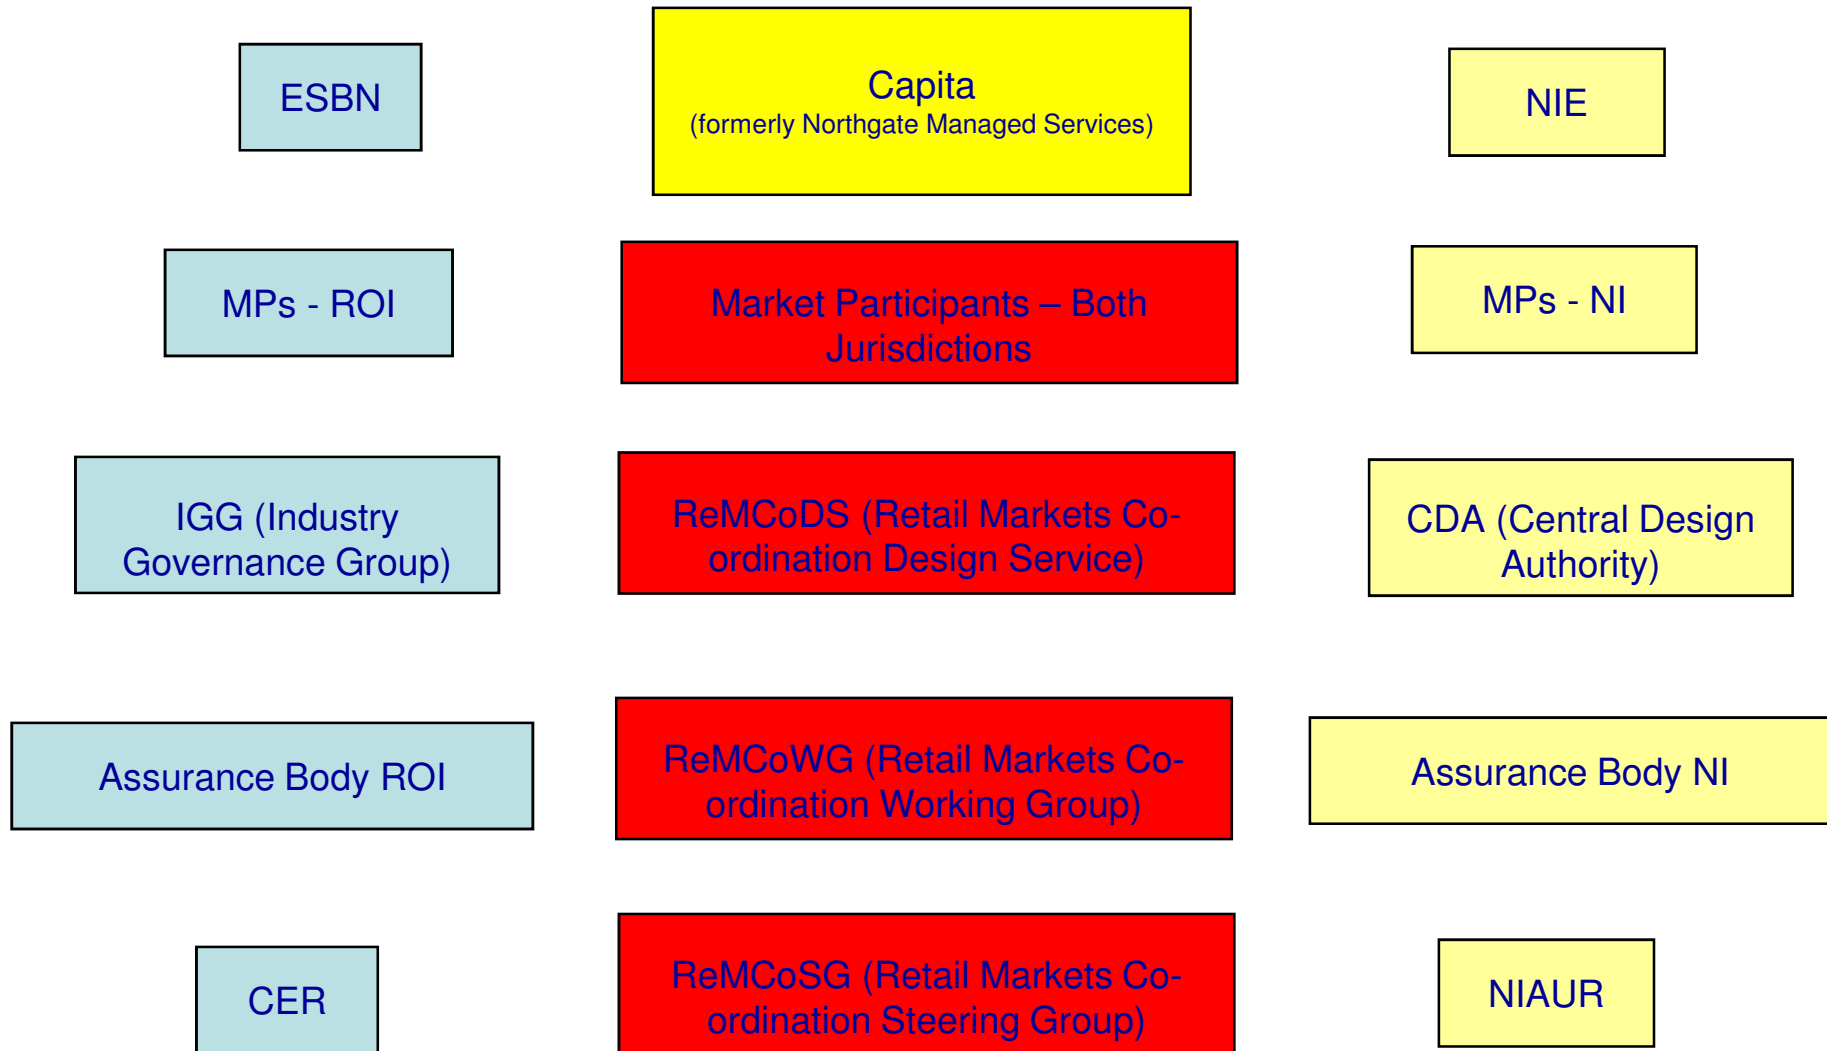 ESBN
Capita
(formerly Northgate Managed Services)
NIE
MPs - ROI
Market Participants – Both
Jurisdictions
MPs - NI
IGG (Industry
Governance Group)
ReMCoDS (Retail Markets Co-
ordination Design Service)
CDA (Central Design
Authority)
Assurance Body ROI
ReMCoWG (Retail Markets Co-
ordination Working Group)
Assurance Body NI
CER
ReMCoSG (Retail Markets Co-
ordination Steering Group)
NIAUR